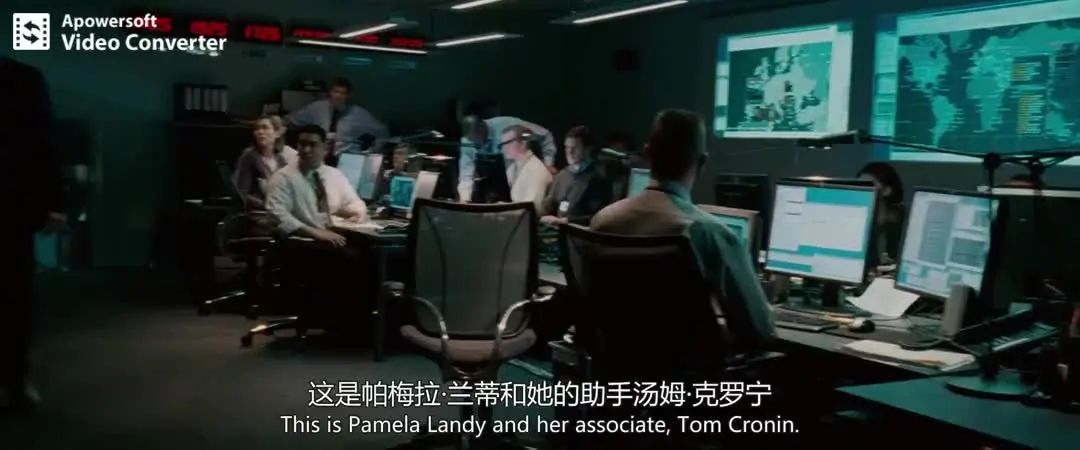 Apowersoft
Video Converter
这是帕梅拉·兰蒂和她的助手汤姆·克罗宁
This is Pamela Landy and her associate, Tom Cronin.